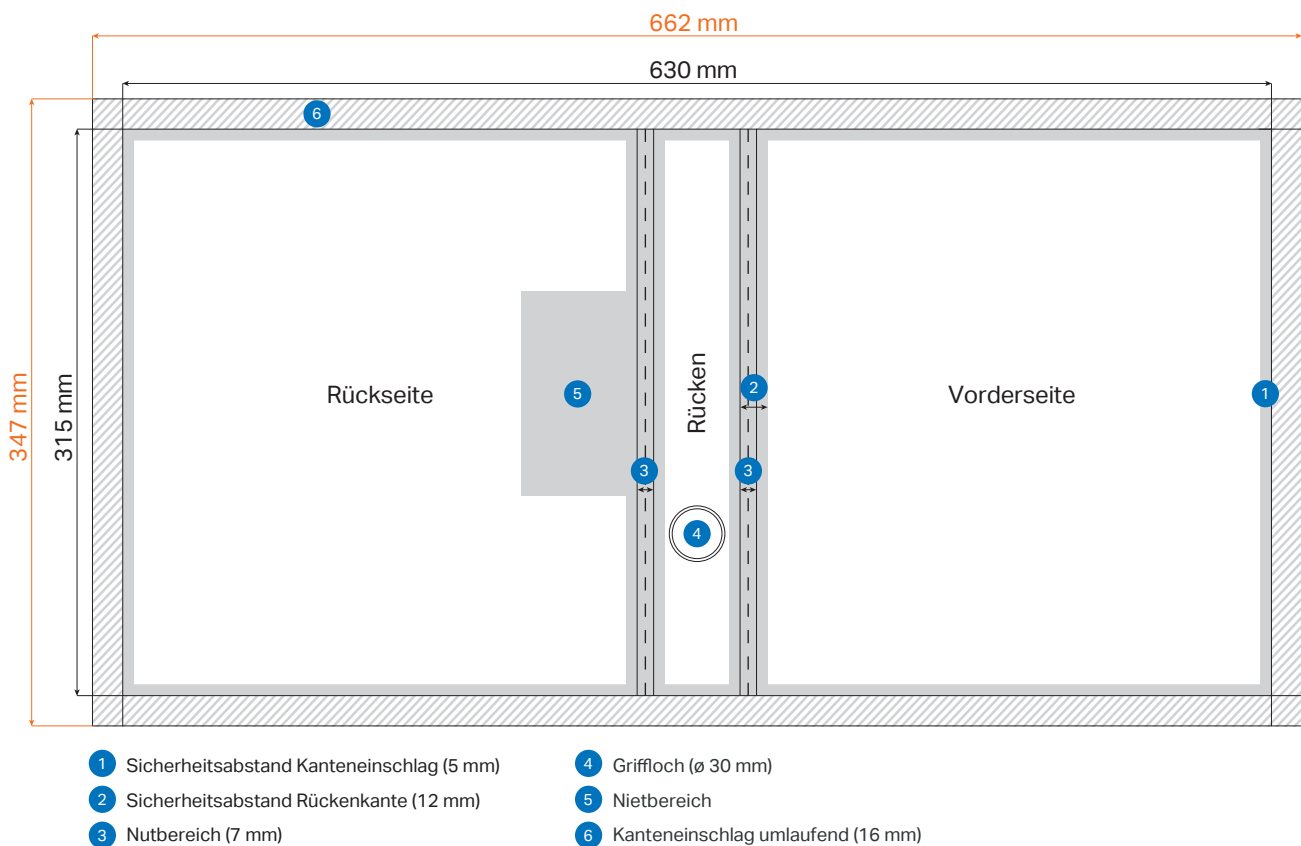 662 mm
630 mm
6
347 mm
315 mm
Rückseite
5
3
Rücken
4
2
3
Vorderseite
1
1 Sicherheitsabstand Kanteneinschlag (5 mm)
2 Sicherheitsabstand Rückenkante (12 mm)
3 Nutbereich (7 mm)
4 Griffloch (ø 30 mm)
5 Nietbereich
6 Kanteneinschlag umlaufend (16 mm)